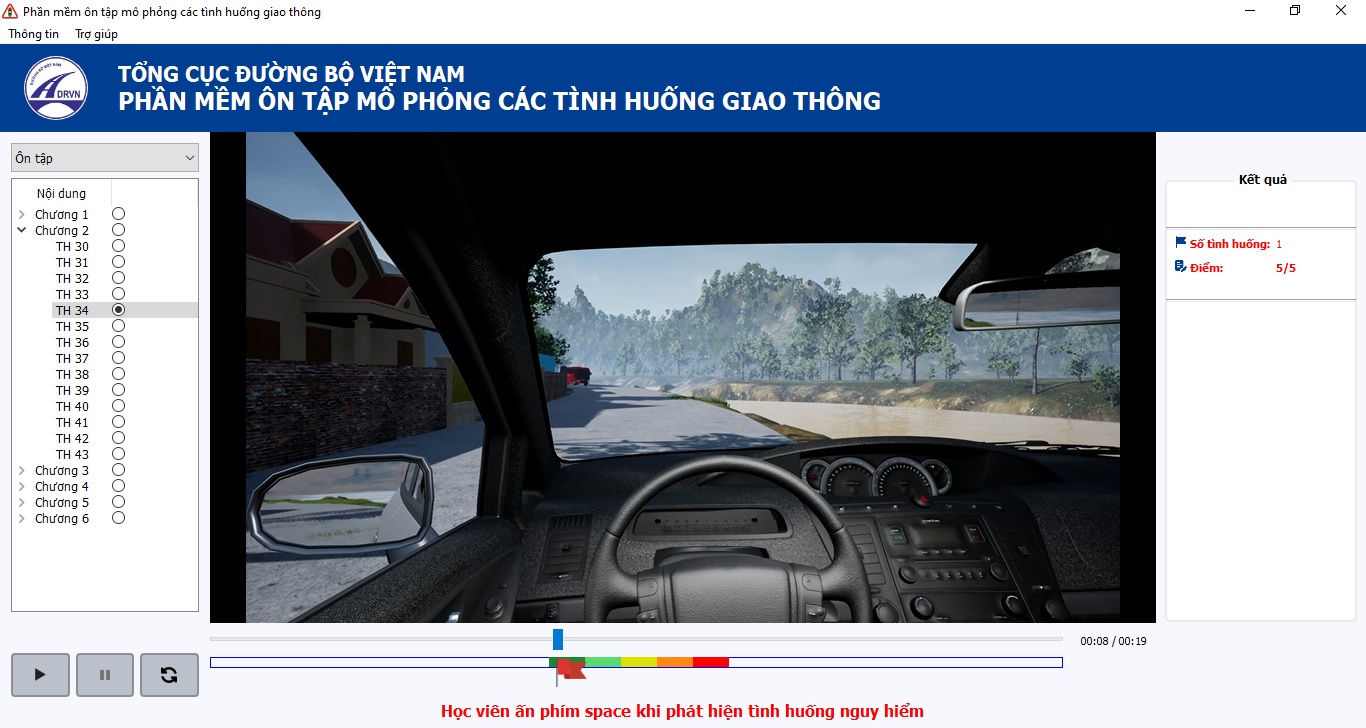 Phần mềm ôn tập mô phỏng các tình huống giao thông
Thông tin Trợ giúp
ĐƯỜNG BỘ VIỆT NAM
DRVN
TỔNG CỤC ĐƯỜNG BỘ VIỆT NAM
PHẦN MỀM ÔN TẬP MÔ PHỎNG CÁC TÌNH HUỐNG GIAO THÔNG
Ôn tập
Nội dung
Chương 1
Chương 2
TH 30
TH 31
TH 32
TH 33
TH 34
TH 35
TH 36
TH 37
TH 38
TH 39
TH 40
TH 41
TH 42
TH 43
Chương 3
Chương 4
Chương 5
Chương 6
Kết quả
Số tình huống: 1
Điểm: 5/5
00:08 / 00:19
Học viên ấn phím space khi phát hiện tình huống nguy hiểm